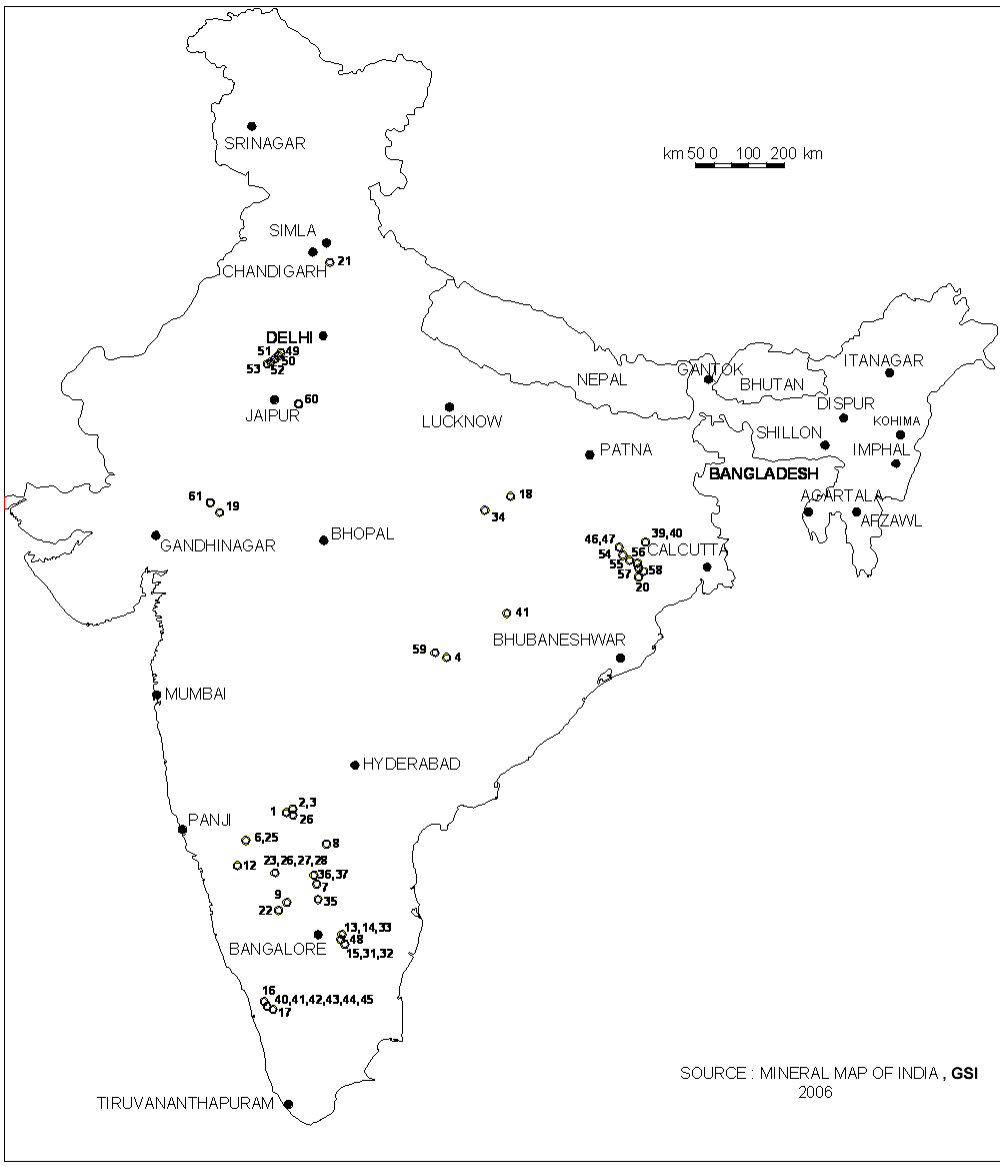 SRINAGAR
km 50 0 100 200 km
SIMLA
CHANDIGARH
21
DELHI
51
49
50
53
52
60
JAIPUR
NEPAL
GANTOK
BHUTAN
ITANAGAR
DISPUR
LUCKNOW
SHILLON
KOHIMA
IMPHAL
PATNA
BANGLADESH
61
19
18
34
AGARTALA
AFZAWL
GANDHINAGAR
BHOPAL
46,47
39,40
54
56
CALCUTTA
55
57
58
20
41
BHUBANESHWAR
59
4
MUMBAI
HYDERABAD
1
2,3
26
PANJI
6,25
8
12
23,26,27,28
36,37
7
9
35
22
13,14,33
48
BANGALORE
15,31,32
16
40,41,42,43,44,45
17
SOURCE : MINERAL MAP OF INDIA , GSI
2006
TIRUVANANTHAPURAM